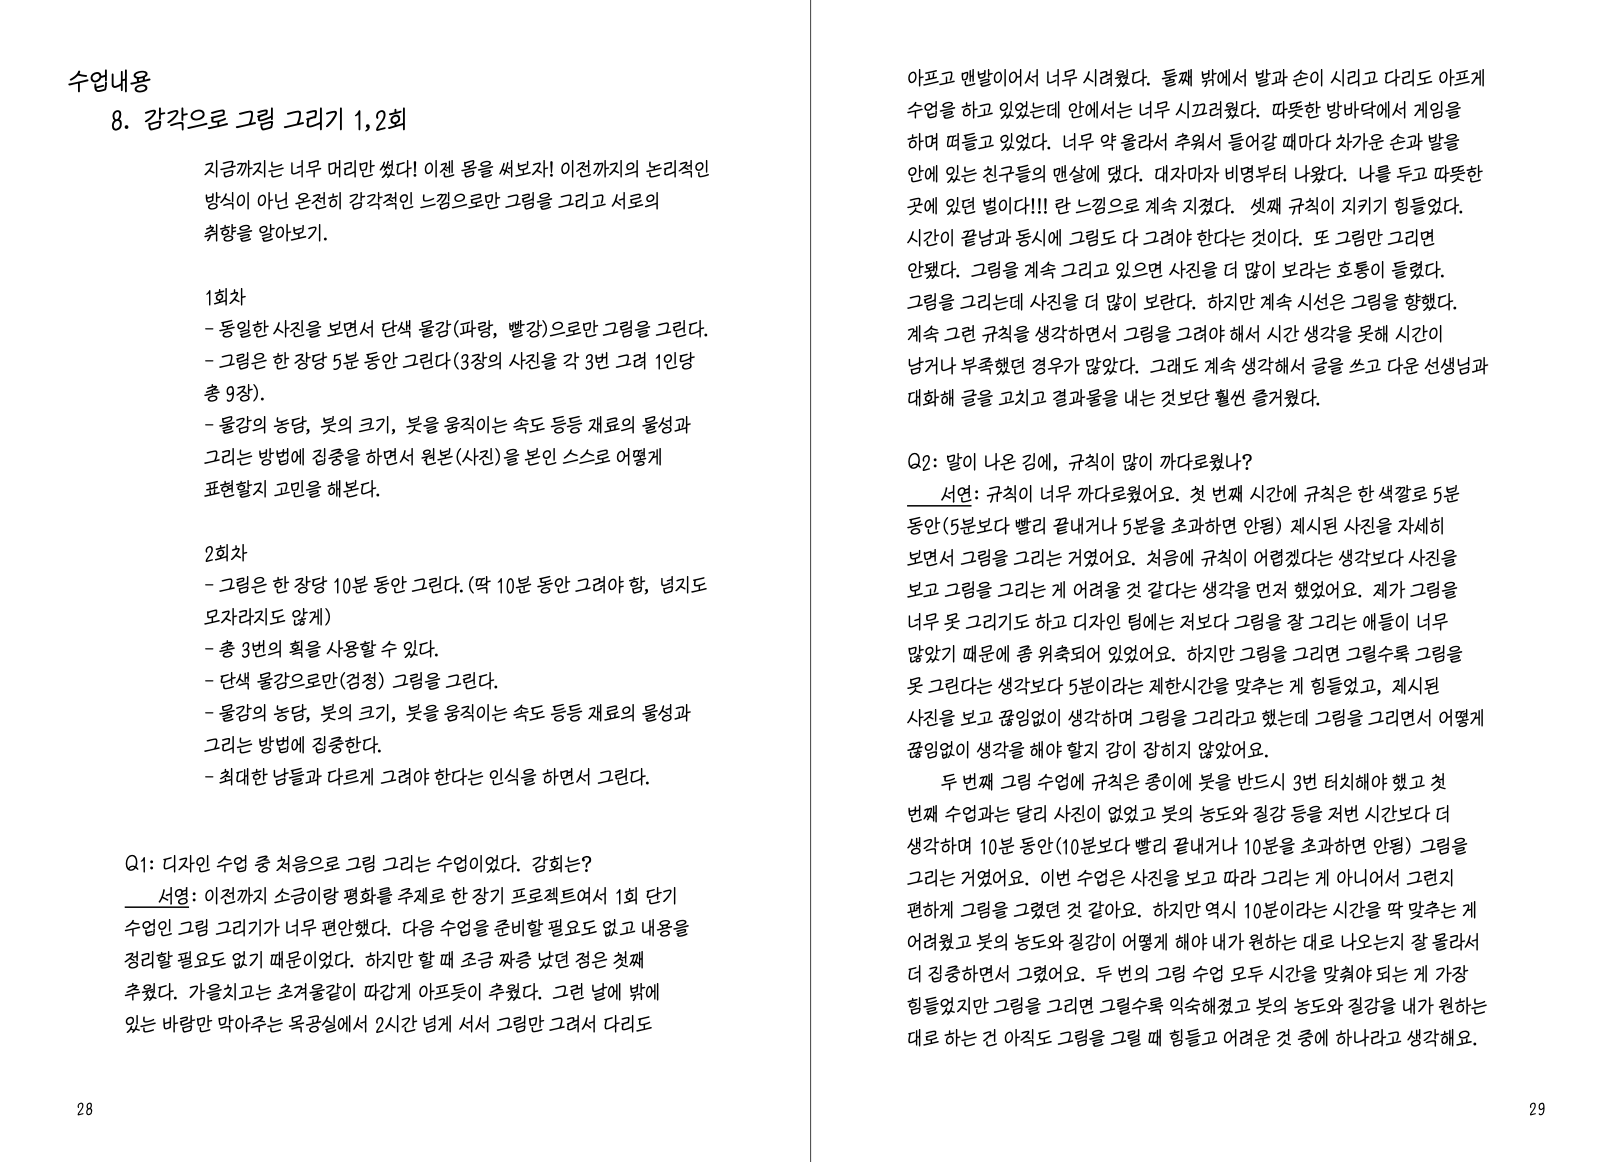 수업내용
8. 감각으로 그림 그리기 1,2회
지금까지는 너무 머리만 썼다! 이젠 몸을 써보자! 이전까지의 논리적인
방식이 아닌 온전히 감각적인 느낌으로만 그림을 그리고 서로의
취향을 알아보기.
1회차
- 동일한 사진을 보면서 단색 물감(파랑, 빨강)으로만 그림을 그린다.
- 그림은 한 장당 5분 동안 그린다(3장의 사진을 각 3번 그려 1인당
총 9장).
- 물감의 농담, 붓의 크기, 붓을 움직이는 속도 등등 재료의 물성과
그리는 방법에 집중을 하면서 원본(사진)을 본인 스스로 어떻게
표현할지 고민을 해본다.
2회차
- 그림은 한 장당 10분 동안 그린다.(딱 10분 동안 그려야 함, 넘지도
모자라지도 않게)
- 총 3번의 획을 사용할 수 있다.
- 단색 물감으로만(검정) 그림을 그린다.
- 물감의 농담, 붓의 크기, 붓을 움직이는 속도 등등 재료의 물성과
그리는 방법에 집중한다.
- 최대한 남들과 다르게 그려야 한다는 인식을 하면서 그린다.
Q1: 디자인 수업 중 처음으로 그림 그리는 수업이었다. 감회는?
서영: 이전까지 소금이랑 평화를 주제로 한 장기 프로젝트여서 1회 단기
수업인 그림 그리기가 너무 편안했다. 다음 수업을 준비할 필요도 없고 내용을
정리할 필요도 없기 때문이었다. 하지만 할 때 조금 짜증 났던 점은 첫째
추웠다. 가을치고는 초겨울같이 따갑게 아프듯이 추웠다. 그런 날에 밖에
있는 바람만 막아주는 목공실에서 2시간 넘게 서서 그림만 그려서 다리도
28
아프고 맨발이어서 너무 시려웠다. 둘째 밖에서 발과 손이 시리고 다리도 아프게
수업을 하고 있었는데 안에서는 너무 시끄러웠다. 따뜻한 방바닥에서 게임을
하며 떠들고 있었다. 너무 약 올라서 추워서 들어갈 때마다 차가운 손과 발을
안에 있는 친구들의 맨살에 댔다. 대자마자 비명부터 나왔다. 나를 두고 따뜻한
곳에 있던 벌이다!!! 란 느낌으로 계속 지졌다. 셋째 규칙이 지키기 힘들었다.
시간이 끝남과 동시에 그림도 다 그려야 한다는 것이다. 또 그림만 그리면
안됐다. 그림을 계속 그리고 있으면 사진을 더 많이 보라는 호통이 들렸다.
그림을 그리는데 사진을 더 많이 보란다. 하지만 계속 시선은 그림을 향했다.
계속 그런 규칙을 생각하면서 그림을 그려야 해서 시간 생각을 못해 시간이
남거나 부족했던 경우가 많았다. 그래도 계속 생각해서 글을 쓰고 다운 선생님과
대화해 글을 고치고 결과물을 내는 것보단 훨씬 즐거웠다.
Q2: 말이 나온 김에, 규칙이 많이 까다로웠나?
서연: 규칙이 너무 까다로웠어요. 첫 번째 시간에 규칙은 한 색깔로 5분
동안(5분보다 빨리 끝내거나 5분을 초과하면 안됨) 제시된 사진을 자세히
보면서 그림을 그리는 거였어요. 처음에 규칙이 어렵겠다는 생각보다 사진을
보고 그림을 그리는 게 어려울 것 같다는 생각을 먼저 했었어요. 제가 그림을
너무 못 그리기도 하고 디자인 팀에는 저보다 그림을 잘 그리는 애들이 너무
많았기 때문에 좀 위축되어 있었어요. 하지만 그림을 그리면 그릴수록 그림을
못 그린다는 생각보다 5분이라는 제한시간을 맞추는 게 힘들었고, 제시된
사진을 보고 끊임없이 생각하며 그림을 그리라고 했는데 그림을 그리면서 어떻게
끊임없이 생각을 해야 할지 감이 잡히지 않았어요.
두 번째 그림 수업에 규칙은 종이에 붓을 반드시 3번 터치해야 했고 첫
번째 수업과는 달리 사진이 없었고 붓의 농도와 질감 등을 저번 시간보다 더
생각하며 10분 동안(10분보다 빨리 끝내거나 10분을 초과하면 안됨) 그림을
그리는 거였어요. 이번 수업은 사진을 보고 따라 그리는 게 아니어서 그런지
편하게 그림을 그렸던 것 같아요. 하지만 역시 10분이라는 시간을 딱 맞추는 게
어려웠고 붓의 농도와 질감이 어떻게 해야 내가 원하는 대로 나오는지 잘 몰라서
더 집중하면서 그렸어요. 두 번의 그림 수업 모두 시간을 맞춰야 되는 게 가장
힘들었지만 그림을 그리면 그릴수록 익숙해졌고 붓의 농도와 질감을 내가 원하는
대로 하는 건 아직도 그림을 그릴 때 힘들고 어려운 것 중에 하나라고 생각해요.
29